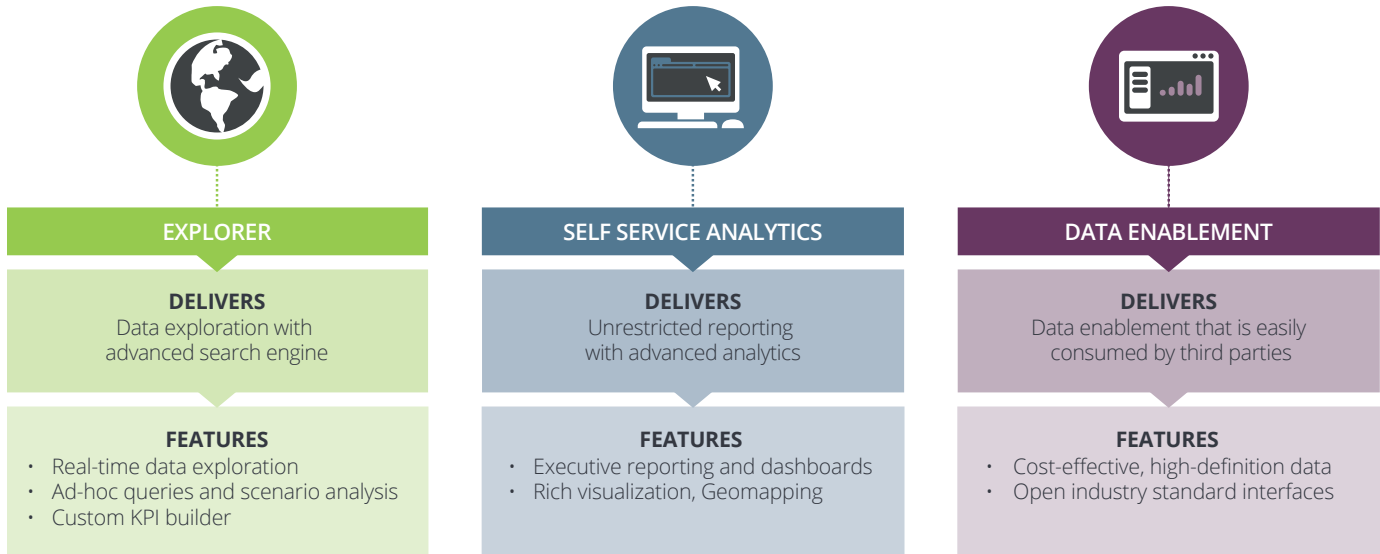 EXPLORER
DELIVERS
Data exploration with
advanced search engine
FEATURES
• Real-time data exploration
• Ad-hoc queries and scenario analysis
• Custom KPI builder
SELF SERVICE ANALYTICS
DELIVERS
Unrestricted reporting
with advanced analytics
FEATURES
• Executive reporting and dashboards
• Rich visualization, Geomapping
DATA ENABLEMENT
DELIVERS
Data enablement that is easily
consumed by third parties
FEATURES
• Cost-effective, high-definition data
• Open industry standard interfaces